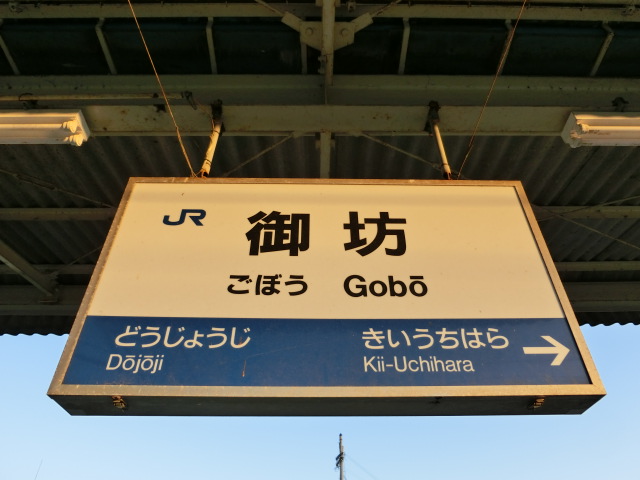 JR 御坊
ごぼう Gobō
どうじょうじ きいうちはら →
Dōjōji Kii-Uchihara